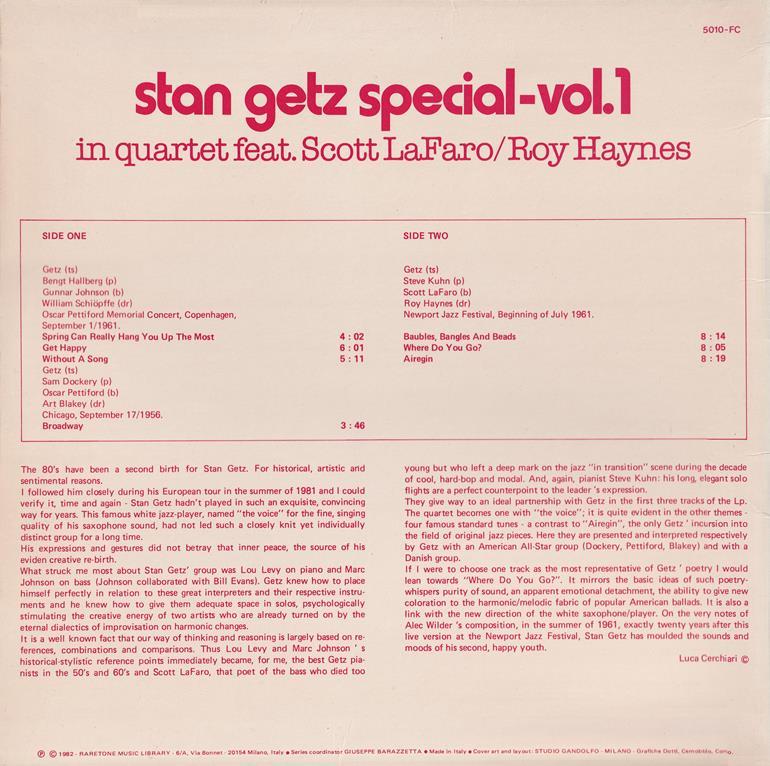 5010-FC
stan getz special-vol.1
in quartet feat. Scott LaFaro/Roy Haynes
SIDE ONE
Getz (ts)
Bengt Hallberg (p)
Gunnar Johnson (b)
William Schiöpffe (dr)
Oscar Pettiford Memorial Concert, Copenhagen,
September 1/1961.
Spring Can Really Hang You Up The Most 4 : 02
Get Happy 6 : 01
Without A Song 5 : 11
Getz (ts)
Sam Dockery (p)
Oscar Pettiford (b)
Art Blakey (dr)
Chicago, September 17/1956.
Broadway 3 : 46
SIDE TWO
Getz (ts)
Steve Kuhn (p)
Scott LaFaro (b)
Roy Haynes (dr)
Newport Jazz Festival, Beginning of July 1961.
Baubles, Bangles And Beads 8 : 14
Where Do You Go? 8 : 05
Airegin 8 : 19
The 80's have been a second birth for Stan Getz. For historical, artistic and
sentimental reasons.
I followed him closely during his European tour in the summer of 1981 and I could
verify it, time and again - Stan Getz hadn't played in such an exquisite, convincing
way for years. This famous white jazz-player, named "the voice" for the fine, singing
quality of his saxophone sound, had not led such a closely knit yet individually
distinct group for a long time.
His expressions and gestures did not betray that inner peace, the source of his
eviden creative re-birth.
What struck me most about Stan Getz' group was Lou Levy on piano and Marc
Johnson on bass (Johnson collaborated with Bill Evans). Getz knew how to place
himself perfectly in relation to these great interpreters and their respective instru-
ments and he knew how to give them adequate space in solos, psychologically
stimulating the creative energy of two artists who are already turned on by the
eternal dialectics of improvisation on harmonic changes.
It is a well known fact that our way of thinking and reasoning is largely based on re-
ferences, combinations and comparisons. Thus Lou Levy and Marc Johnson ' s
historical-stylistic reference points immediately became, for me, the best Getz pia-
nists in the 50's and 60's and Scott LaFaro, that poet of the bass who died too
young but who left a deep mark on the jazz "in transition" scene during the decade
of cool, hard-bop and modal. And, again, pianist Steve Kuhn: his long, elegant solo
flights are a perfect counterpoint to the leader 's expression.
They give way to an ideal partnership with Getz in the first three tracks of the Lp.
The quartet becomes one with "the voice"; it is quite evident in the other themes -
four famous standard tunes - a contrast to "Airegin", the only Getz ' incursion into
the field of original jazz pieces. Here they are presented and interpreted respectively
by Getz with an American All-Star group (Dockery, Pettiford, Blakey) and with a
Danish group.
If I were to choose one track as the most representative of Getz ' poetry I would
lean towards "Where Do You Go?". It mirrors the basic ideas of such poetry-
whispers purity of sound, an apparent emotional detachment, the ability to give new
coloration to the harmonic/melodic fabric of popular American ballads. It is also a
link with the new direction of the white saxophone/player. On the very notes of
Alec Wilder 's composition, in the summer of 1961, exactly twenty years after this
live version at the Newport Jazz Festival, Stan Getz has moulded the sounds and
moods of his second, happy youth.
Luca Cerchiari ©
℗ © 1982 - RARETONE MUSIC LIBRARY - 6/A, Via Bonnet - 20154 Milano, Italy ● Series coordinator GIUSEPPE BARAZZETTA ● Made in Italy ● Cover art and layout: STUDIO GANDOLFO - MILANO - Grafiche Dotti, Cernobbio, Como.